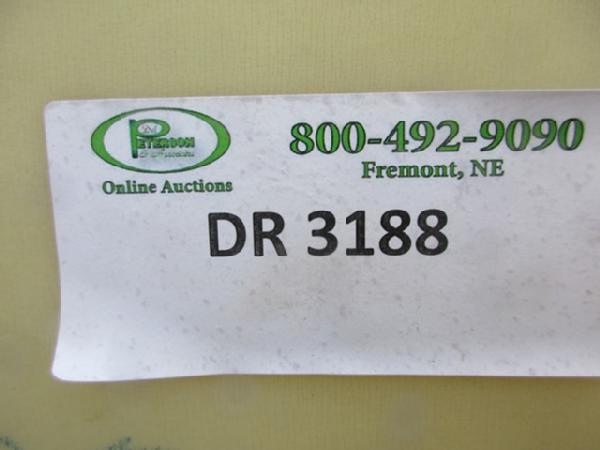 PETERSON
Online Auctions
800-492-9090
Fremont, NE
DR 3188